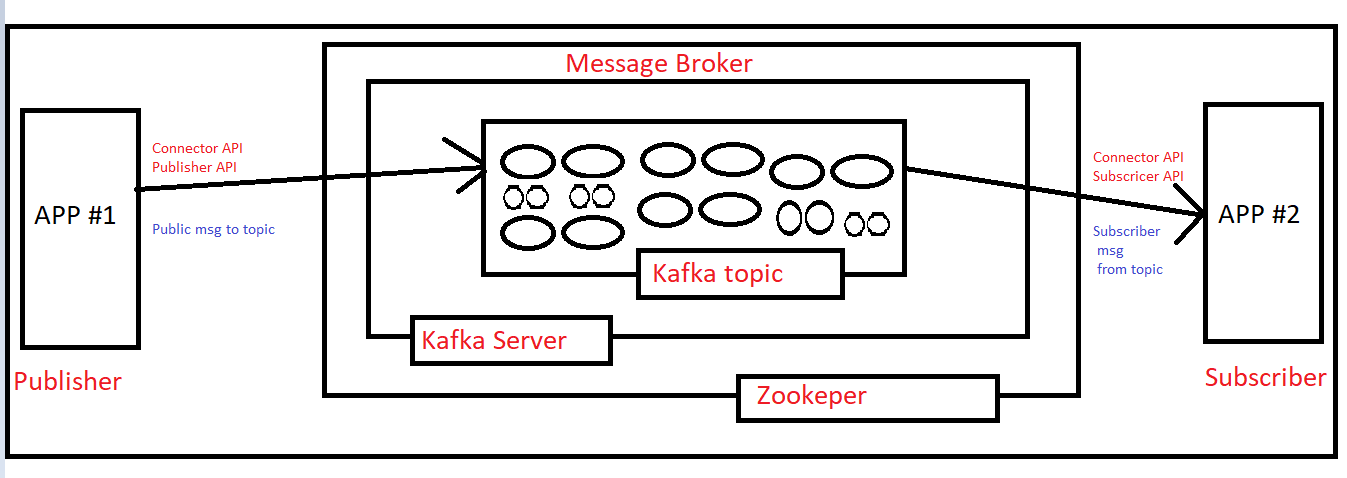 Message Broker
Connector API
Publisher API
APP #1
Public msg to topic
Kafka topic
Kafka Server
Zookeper
Publisher
Connector API
Subscricer API
APP #2
Subscriber
msg
from topic
Subscriber